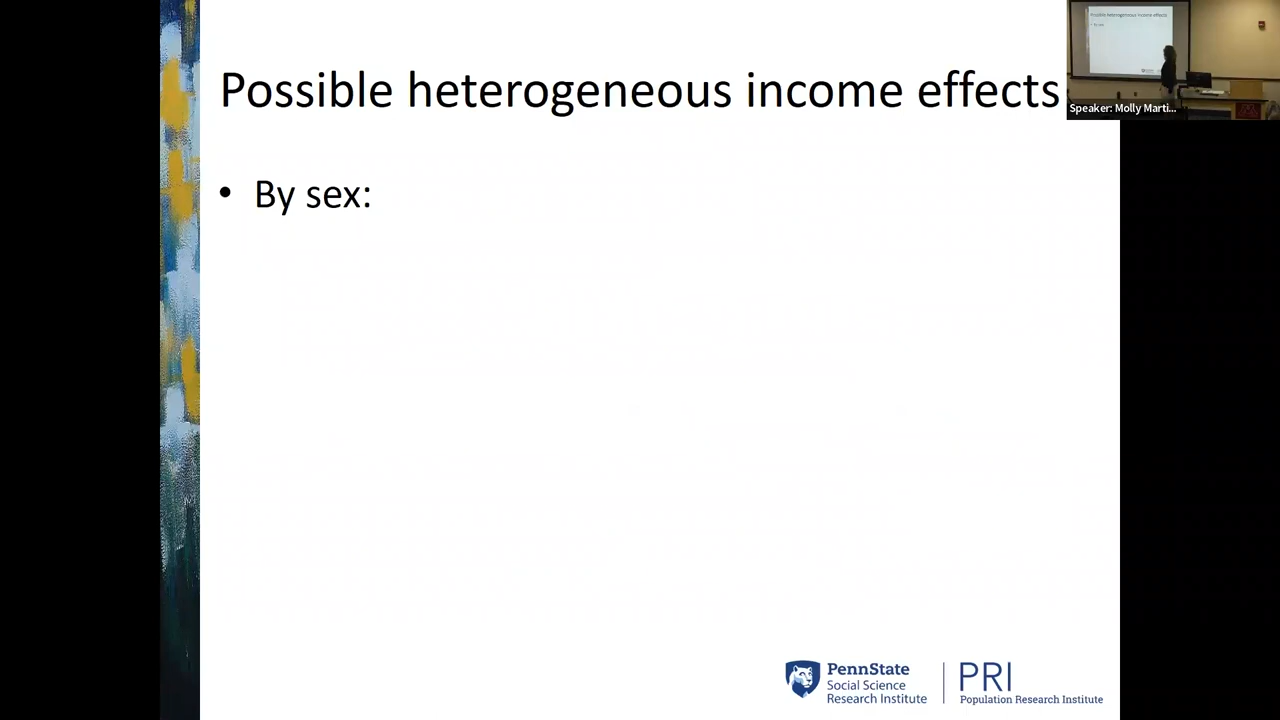 Possible heterogeneous income effects
Speaker: Molly Marti...
• By sex:
PennState
Social Science
Research Institute
PRI
Population Research Institute